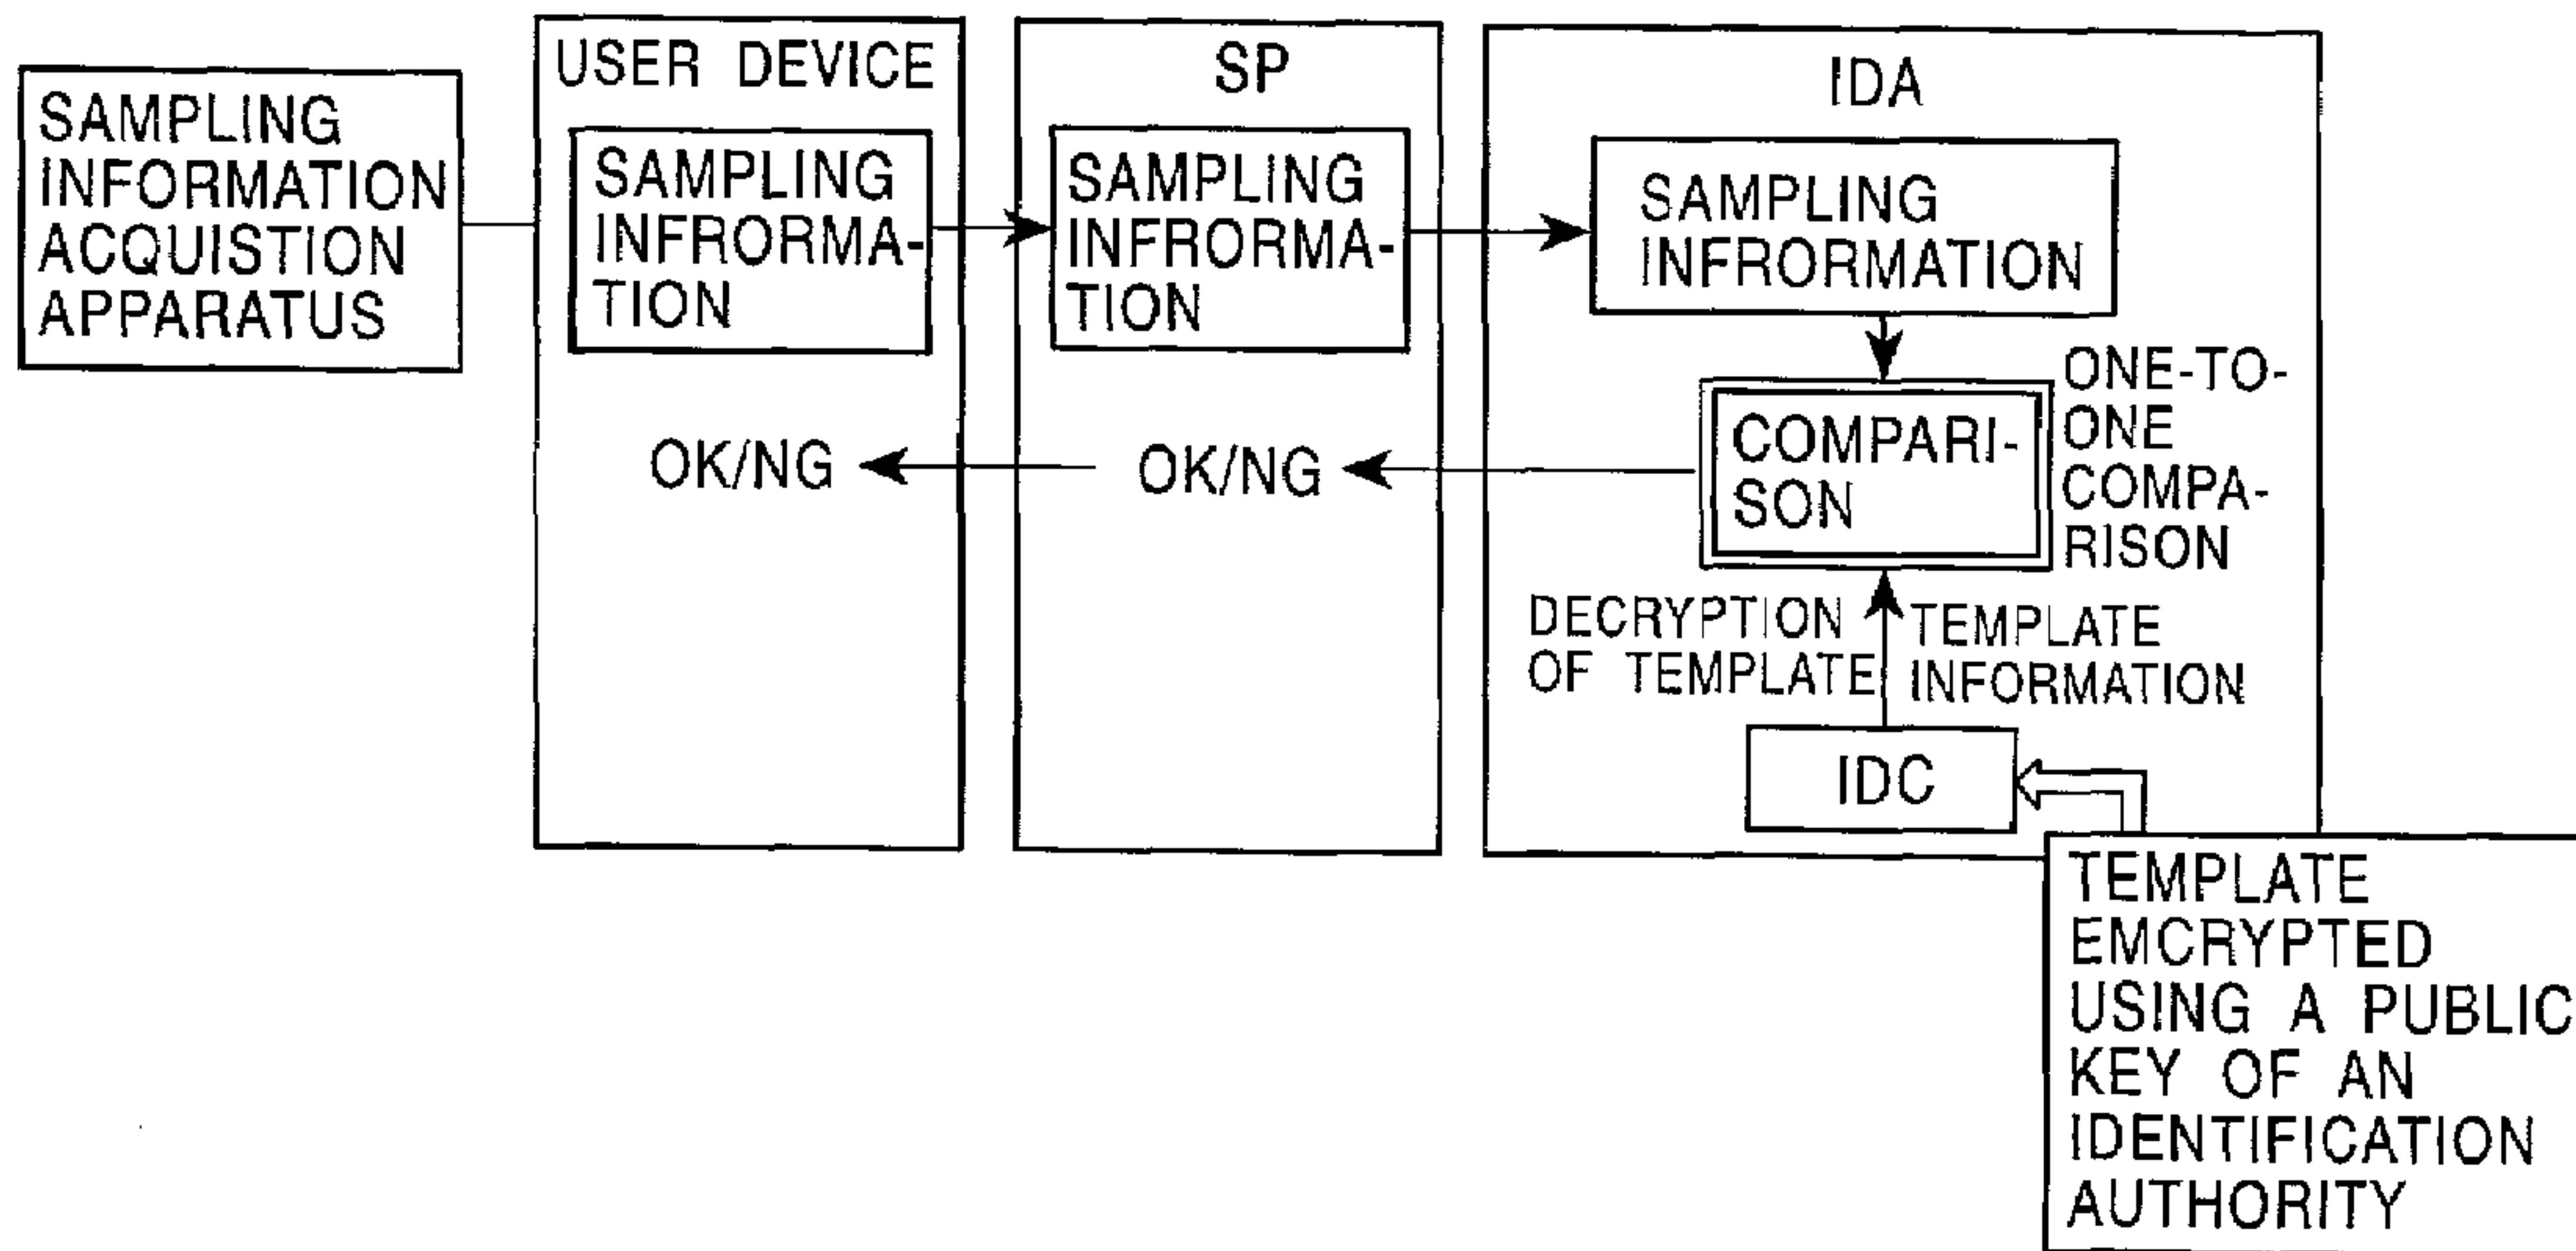 SAMPLING
INFORMATION
ACQUISTION
APPARATUS
USER DEVICE
SAMPLING
INFRORMA-
TION
OK/NG
SP
SAMPLING
INFRORMA-
TION
OK/NG
IDA
SAMPLING
INFRORMATION
COMPARI-
SON
ONE-TO-
ONE
COMPA-
RISON
DECRYPTION
OF TEMPLATE
TEMPLATE
INFORMATION
IDC
TEMPLATE
EMCRYPTED
USING A PUBLIC
KEY OF AN
IDENTIFICATION
AUTHORITY